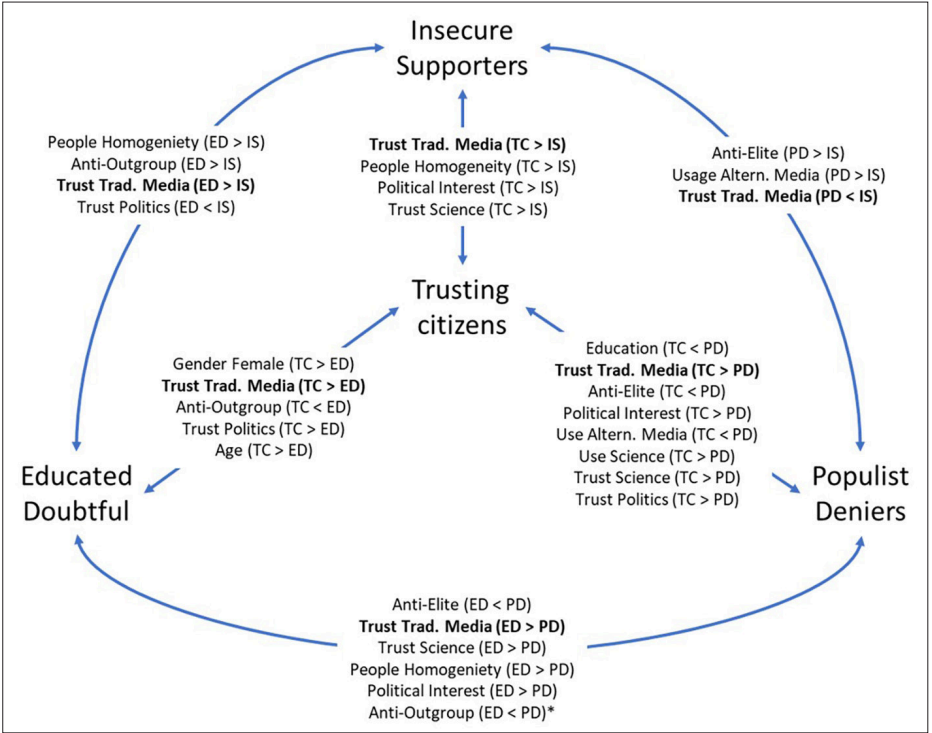 Insecure
Supporters
People Homogeniety (ED > IS)
Anti-Outgroup (ED > IS)
Trust Trad. Media (ED > IS)
Trust Politics (ED < IS)
Trust Trad. Media (TC > IS)
People Homogeneity (TC > IS)
Political Interest (TC > IS)
Trust Science (TC > IS)
Anti-Elite (PD > IS)
Usage Altern. Media (PD > IS)
Trust Trad. Media (PD < IS)
Trusting
citizens
Gender Female (TC > ED)
Trust Trad. Media (TC > ED)
Anti-Outgroup (TC < ED)
Trust Politics (TC > ED)
Age (TC > ED)
Education (TC < PD)
Trust Trad. Media (TC > PD)
Anti-Elite (TC < PD)
Political Interest (TC > PD)
Use Altern. Media (TC < PD)
Use Science (TC > PD)
Trust Science (TC > PD)
Trust Politics (TC > PD)
Educated
Doubtful
Populist
Deniers
Anti-Elite (ED < PD)
Trust Trad. Media (ED > PD)
Trust Science (ED > PD)
People Homogeniety (ED > PD)
Political Interest (ED > PD)
Anti-Outgroup (ED < PD)*